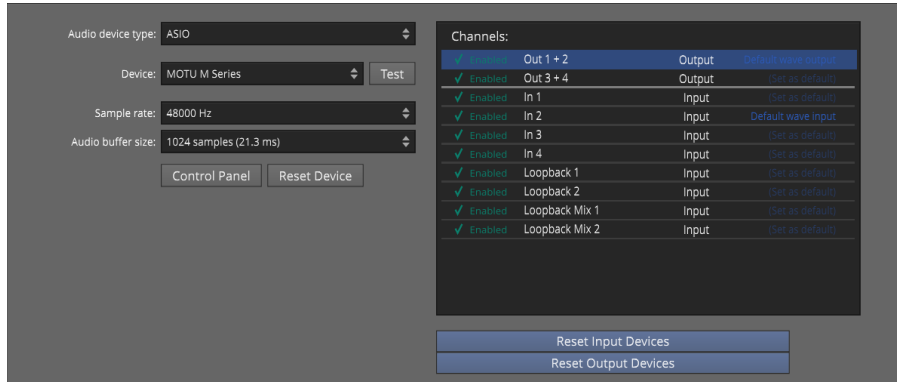 Audio device type: ASIO
Device: MOTU M Series Test
Sample rate: 48000 Hz
Audio buffer size: 1024 samples (21.3 ms)
Control Panel Reset Device
Channels:
✓ Enabled Out 1 + 2 Output Default wave output
✓ Enabled Out 3 + 4 Output (Set as default)
✓ Enabled In 1 Input (Set as default)
✓ Enabled In 2 Input Default wave input
✓ Enabled In 3 Input (Set as default)
✓ Enabled In 4 Input (Set as default)
✓ Enabled Loopback 1 Input (Set as default)
✓ Enabled Loopback 2 Input (Set as default)
✓ Enabled Loopback Mix 1 Input (Set as default)
✓ Enabled Loopback Mix 2 Input (Set as default)
Reset Input Devices
Reset Output Devices